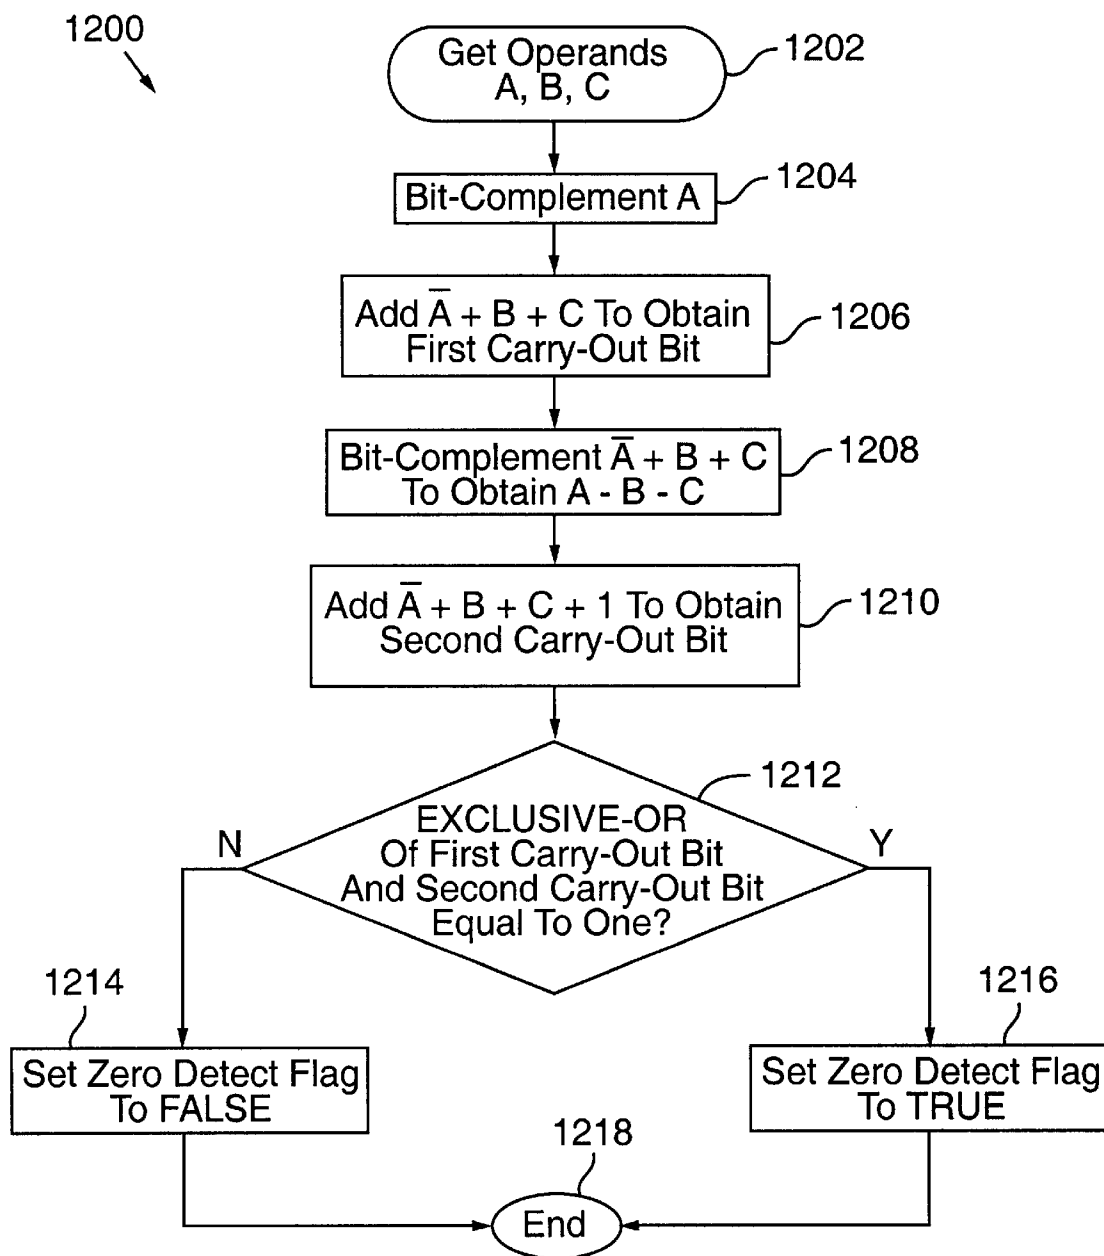 1200
Get Operands
A, B, C
1202
Bit-Complement A
1204
Add A̅ + B + C To Obtain
First Carry-Out Bit
1206
Bit-Complement A̅ + B + C
To Obtain A - B - C
1208
Add A̅ + B + C + 1 To Obtain
Second Carry-Out Bit
1210
1212
EXCLUSIVE-OR
Of First Carry-Out Bit
And Second Carry-Out Bit
Equal To One?
N
Y
1214
Set Zero Detect Flag
To FALSE
1216
Set Zero Detect Flag
To TRUE
1218
End